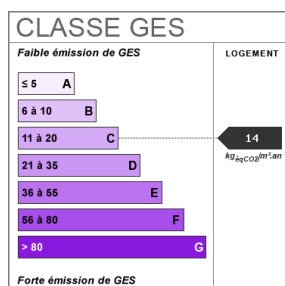 CLASSE GES
Faible émission de GES
LOGEMENT
≤ 5 A
6 à 10 B
11 à 20 C
14
kgéqCO2/m².an
21 à 35 D
36 à 55 E
56 à 80 F
> 80 G
Forte émission de GES